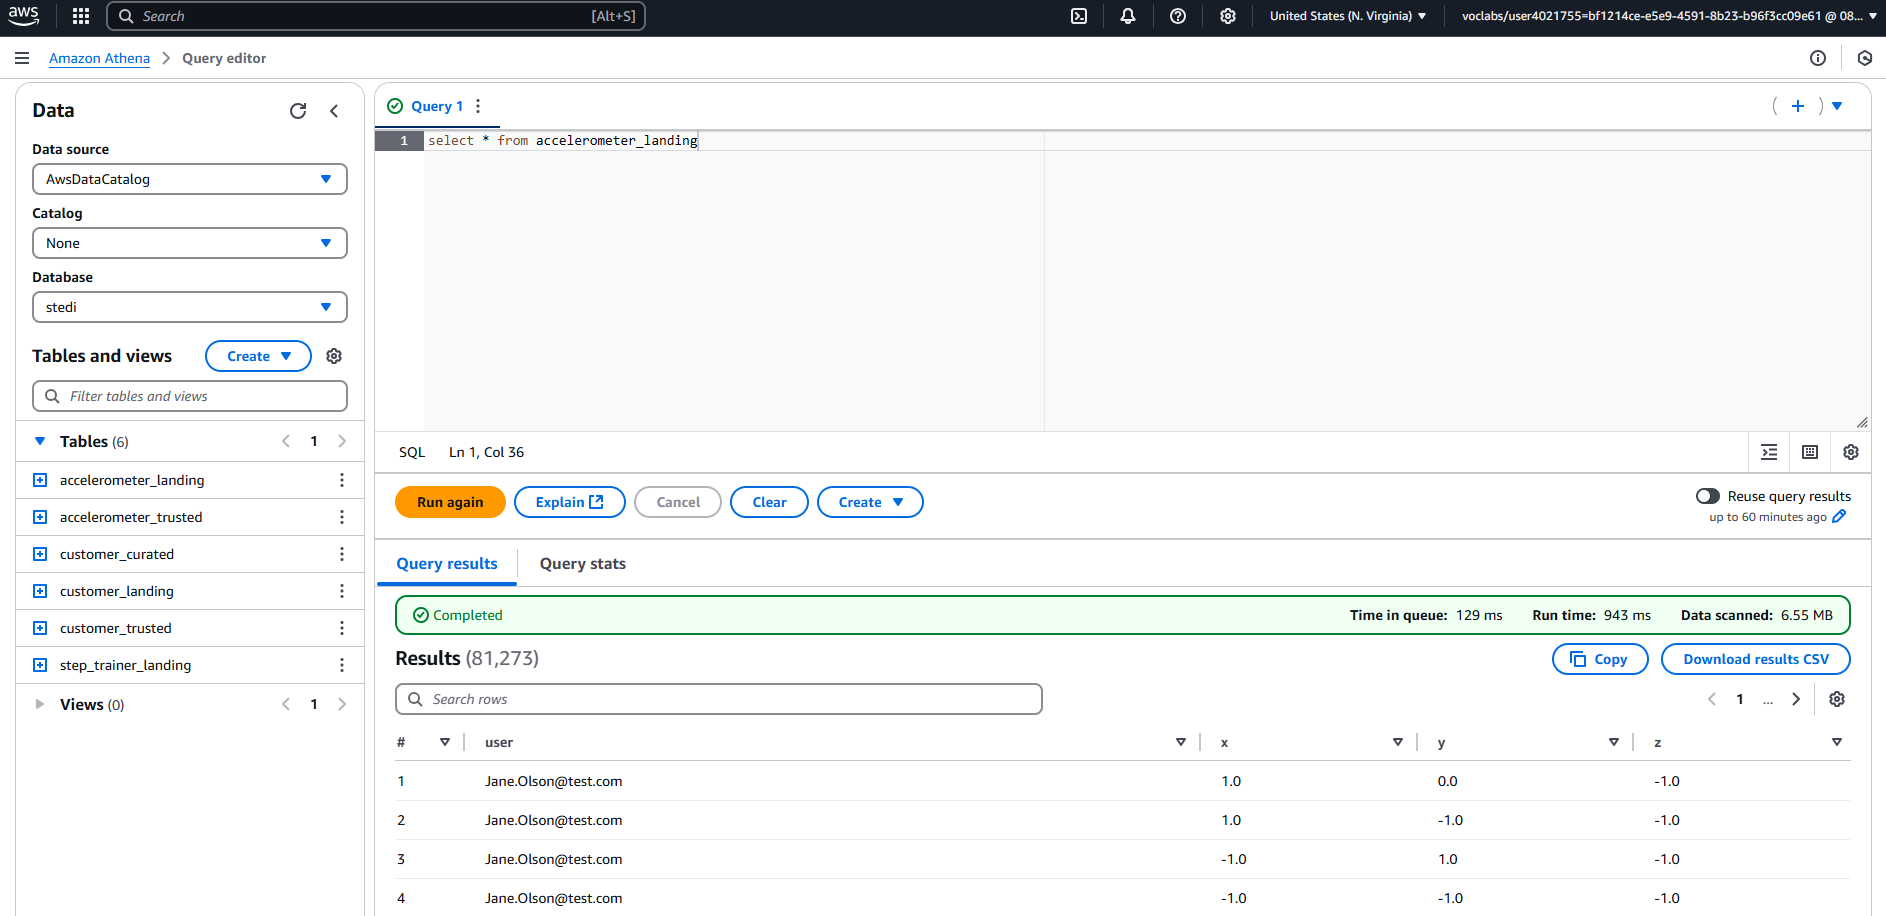 aws Search [Alt+S] United States (N. Virginia) voclabs/user4021755=bf1214ce-e5e9-4591-8b23-b96f3cc09e61 @ 08...
Amazon Athena > Query editor
Data
Data source
AwsDataCatalog
Catalog
None
Database
stedi
Tables and views Create
Filter tables and views
Tables (6) < 1 >
accelerometer_landing
accelerometer_trusted
customer_curated
customer_landing
customer_trusted
step_trainer_landing
Views (0) < 1 >
Query 1
1 select * from accelerometer_landing
SQL Ln 1, Col 36
Run again Explain Cancel Clear Create
Reuse query results
up to 60 minutes ago
Query results Query stats
Completed Time in queue: 129 ms Run time: 943 ms Data scanned: 6.55 MB
Results (81,273) Copy Download results CSV
Search rows < 1 ... >
# user x y z
1 Jane.Olson@test.com 1.0 0.0 -1.0
2 Jane.Olson@test.com 1.0 -1.0 -1.0
3 Jane.Olson@test.com -1.0 1.0 -1.0
4 Jane.Olson@test.com -1.0 -1.0 -1.0